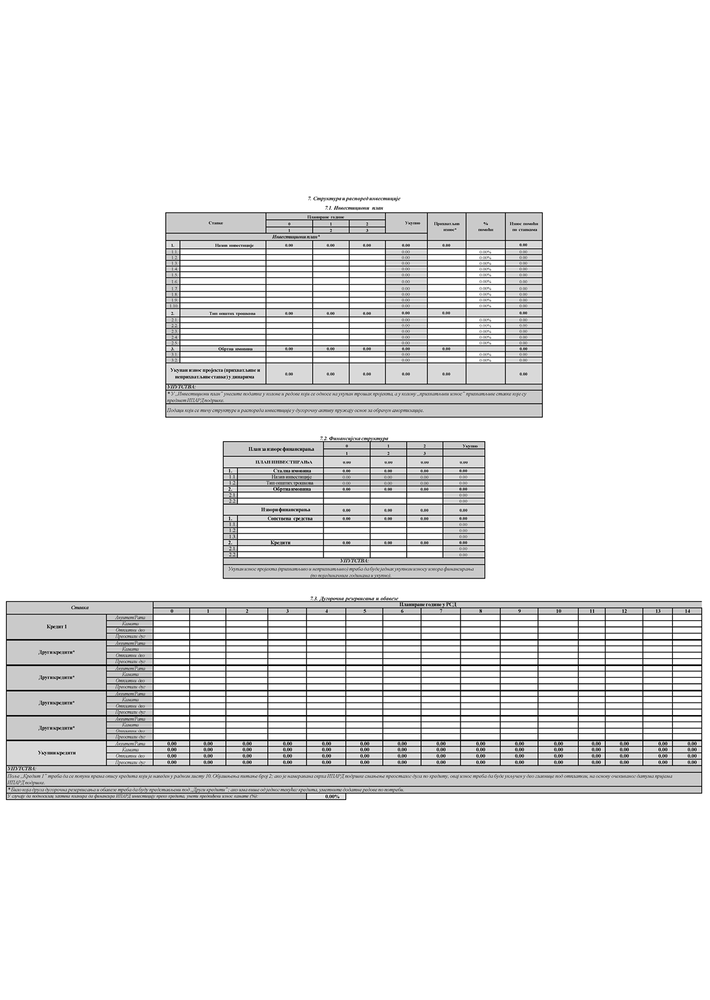 7. Структура и распоред инвестиције
7.1. Инвестициони план
Ставке Планиране године Укупно Прихватљив износ* % помоћи Износ помоћи по ставкама
0 1 2
1 2 3
Инвестициони план*
1. Назив инвестиције 0.00 0.00 0.00 0.00 0.00 0.00
1.1. 0.00 0.00% 0.00
1.2. 0.00 0.00% 0.00
1.3. 0.00 0.00% 0.00
1.4. 0.00 0.00% 0.00
1.5. 0.00 0.00% 0.00
1.6. 0.00 0.00% 0.00
1.7. 0.00 0.00% 0.00
1.8. 0.00 0.00% 0.00
1.9. 0.00 0.00% 0.00
1.10. 0.00 0.00% 0.00
2. Тип општих трошкова 0.00 0.00 0.00 0.00 0.00 0.00
2.1. 0.00 0.00% 0.00
2.2. 0.00 0.00% 0.00
2.3. 0.00 0.00% 0.00
2.4. 0.00 0.00% 0.00
2.5. 0.00 0.00% 0.00
3. Обртна имовина 0.00 0.00 0.00 0.00 0.00 0.00
3.1. 0.00 0.00% 0.00
3.2. 0.00 0.00% 0.00
Укупан износ пројекта (прихватљиве и
неприхватљиве ставке) у динарима 0.00 0.00 0.00 0.00 0.00 0.00
УПУТСТВА:
* У „Инвестициони план” унесите податке у колоне и редове који се односе на укупан трошак пројекта, а у колону „прихватљиви износ” прихватљиве ставке које су
предмет ИПАРД подршке.
Подаци који се тичу структуре и распореда инвестиције у дугорочну активу пружају основ за обрачун амортизације.
7.2. Финансијска структура
План за изворе финансирања 0 1 2 Укупно
1 2 3
ПЛАН ИНВЕСТИРАЊА 0.00 0.00 0.00 0.00
1. Стална имовина 0.00 0.00 0.00 0.00
1.1. Назив инвестиције 0.00 0.00 0.00 0.00
1.2. Тип општих трошкова 0.00 0.00 0.00 0.00
2. Обртна имовина 0.00 0.00 0.00 0.00
2.1. 0.00
2.2. 0.00
Извори финансирања 0.00 0.00 0.00 0.00
1. Сопствена средства 0.00 0.00 0.00 0.00
1.1. 0.00
1.2. 0.00
1.3. 0.00
2. Кредити 0.00 0.00 0.00 0.00
2.1. 0.00
2.2. 0.00
УПУТСТВА:
Укупан износ пројекта (прихватљиво и неприхватљиво) треба да буде једнак укупном износу извора финансирања
(по појединачним годинама и укупно).
7.3. Дугорочна резервисања и обавезе
Ставка Планиране године у РСД
0 1 2 3 4 5 6 7 8 9 10 11 12 13 14
Кредит 1 Ануитет/Рата
Камата
Отплатни део
Преостали дуг
Други кредити* Ануитет/Рата
Камата
Отплатни део
Преостали дуг
Други кредити* Ануитет/Рата
Камата
Отплатни део
Преостали дуг
Други кредити* Ануитет/Рата
Камата
Отплатни део
Преостали дуг
Други кредити* Ануитет/Рата
Камата
Отплатни део
Преостали дуг
Укупни кредити Ануитет/Рата 0.00 0.00 0.00 0.00 0.00 0.00 0.00 0.00 0.00 0.00 0.00 0.00 0.00 0.00 0.00
Камата 0.00 0.00 0.00 0.00 0.00 0.00 0.00 0.00 0.00 0.00 0.00 0.00 0.00 0.00 0.00
Отплатни део 0.00 0.00 0.00 0.00 0.00 0.00 0.00 0.00 0.00 0.00 0.00 0.00 0.00 0.00 0.00
Преостали дуг 0.00 0.00 0.00 0.00 0.00 0.00 0.00 0.00 0.00 0.00 0.00 0.00 0.00 0.00 0.00
УПУТСТВА:
Поље „Кредит 1” треба да се попуни према опису кредита који је наведен у радном листу 10. Објашњења питање број 2; ако је намеравана сврха ИПАРД подршке смањење преосталог дуга по кредиту, овај износ треба да буде укључен у део главнице под отплатом, на основу очекиваног датума пријема
ИПАРД подршке.
* Било која друга дугорочна резервисања и обавезе треба да буду представљени под „Други кредити”; ако има више од једног текућег кредита, уметните додатне редове по потреби.
У случају да подносилац захтева планира да финансира ИПАРД инвестицију преко кредита, унети предвиђени износ камате (%): 0.00%